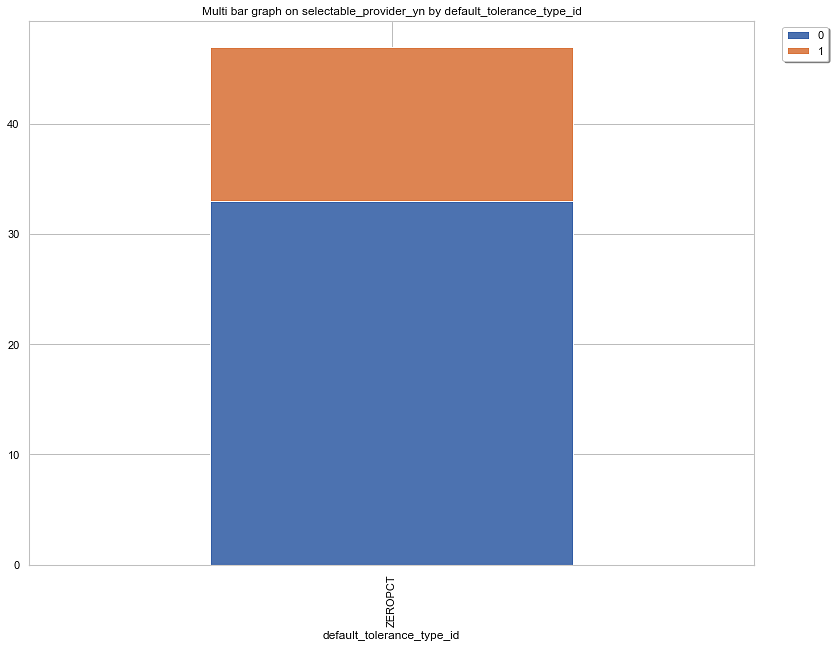 Multi bar graph on selectable_provider_yn by default_tolerance_type_id
0
1
40
30
20
10
0
ZEROPCT
default_tolerance_type_id